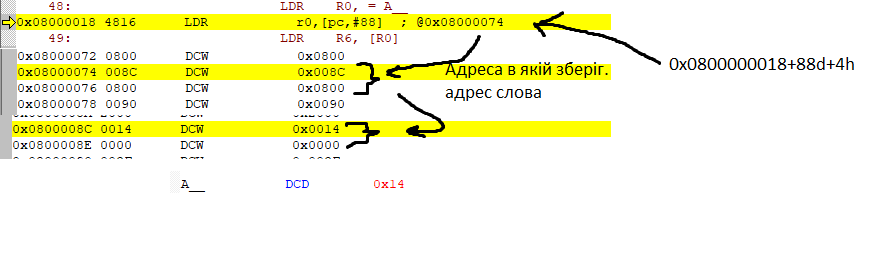 48: LDR R0, = A__
0x08000018 4816 LDR r0,[pc,#88] ; @0x08000074
49: LDR R6, [R0]
0x08000072 0800 DCW 0x0800
0x08000074 008C DCW 0x008C
0x08000076 0800 DCW 0x0800
0x08000078 0090 DCW 0x0090
Адреса в якій зберіг.
адрес слова
0x0800000018+88d+4h
0x0800008C 0014 DCW 0x0014
0x0800008E 0000 DCW 0x0000
A__ DCD 0x14